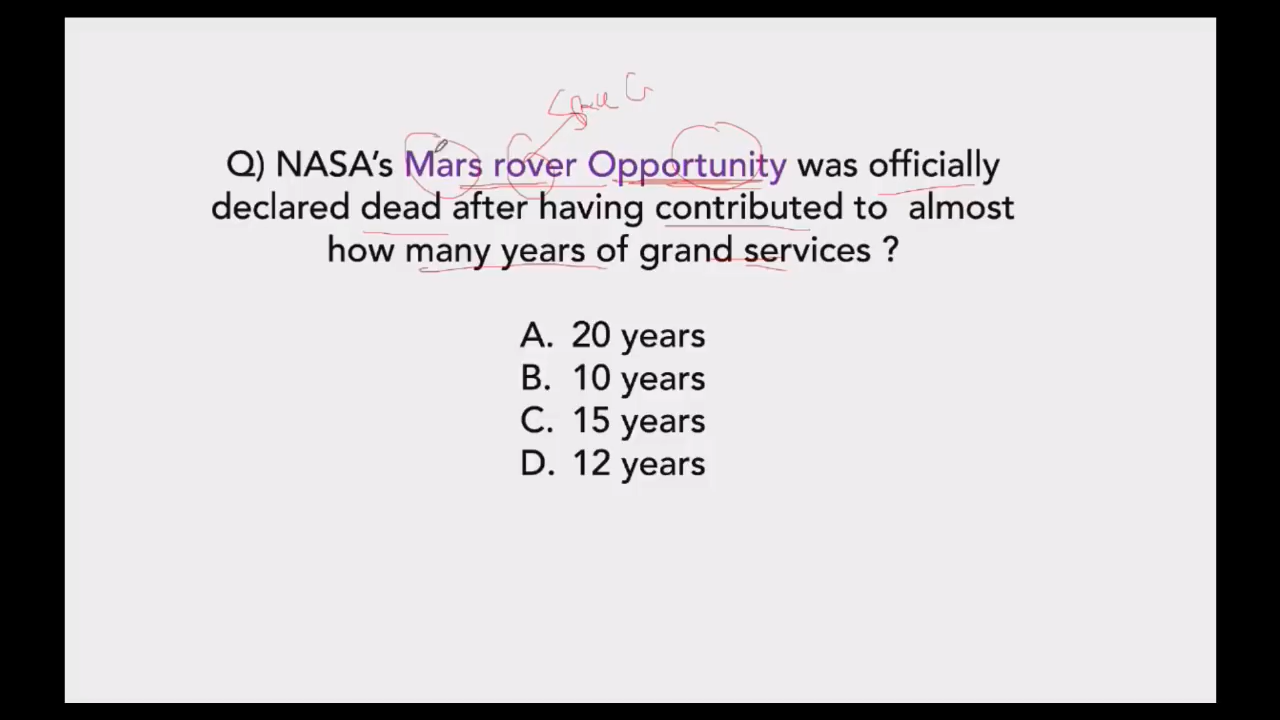 Q) NASA's Mars rover Opportunity was officially
declared dead after having contributed to almost
how many years of grand services ?
A. 20 years
B. 10 years
C. 15 years
D. 12 years